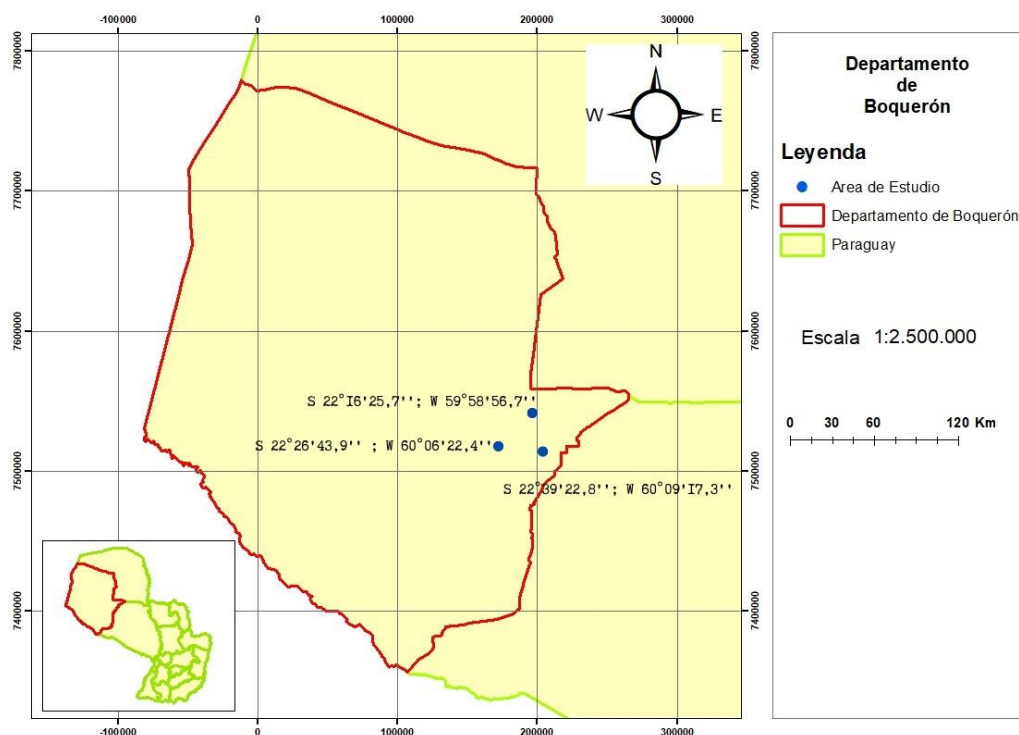 -100000 0 100000 200000 300000
7800000 7800000
7700000 7700000
7600000 7600000
7500000 7500000
7400000 7400000
-100000 0 100000 200000 300000
N
W E
S
S 22°I6'25,7''; W 59°58'56,7''
S 22°26'43,9'' ; W 60°06'22,4''
S 22°39'22,8''; W 60°09'I7,3''
Departamento
de
Boquerón
Leyenda
Area de Estudio
Departamento de Boquerón
Paraguay
Escala 1:2.500.000
0 30 60 120 Km